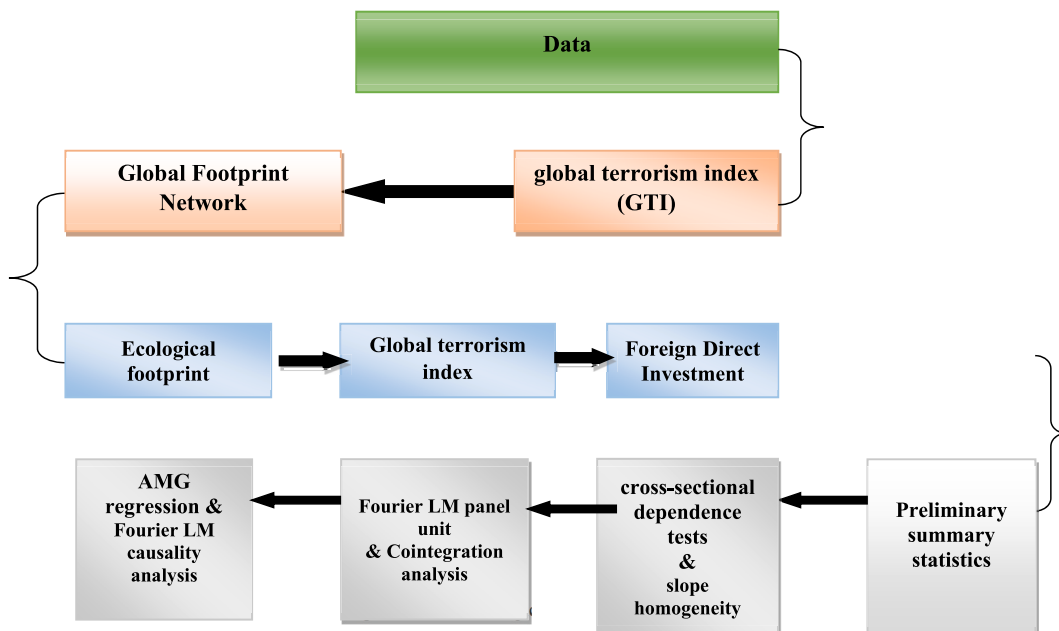 Data
Global Footprint
Network
global terrorism index
(GTI)
Ecological
footprint
Global terrorism
index
Foreign Direct
Investment
AMG
regression &
Fourier LM
causality
analysis
Fourier LM panel
unit
& Cointegration
analysis
cross-sectional
dependence
tests
&
slope
homogeneity
Preliminary
summary
statistics